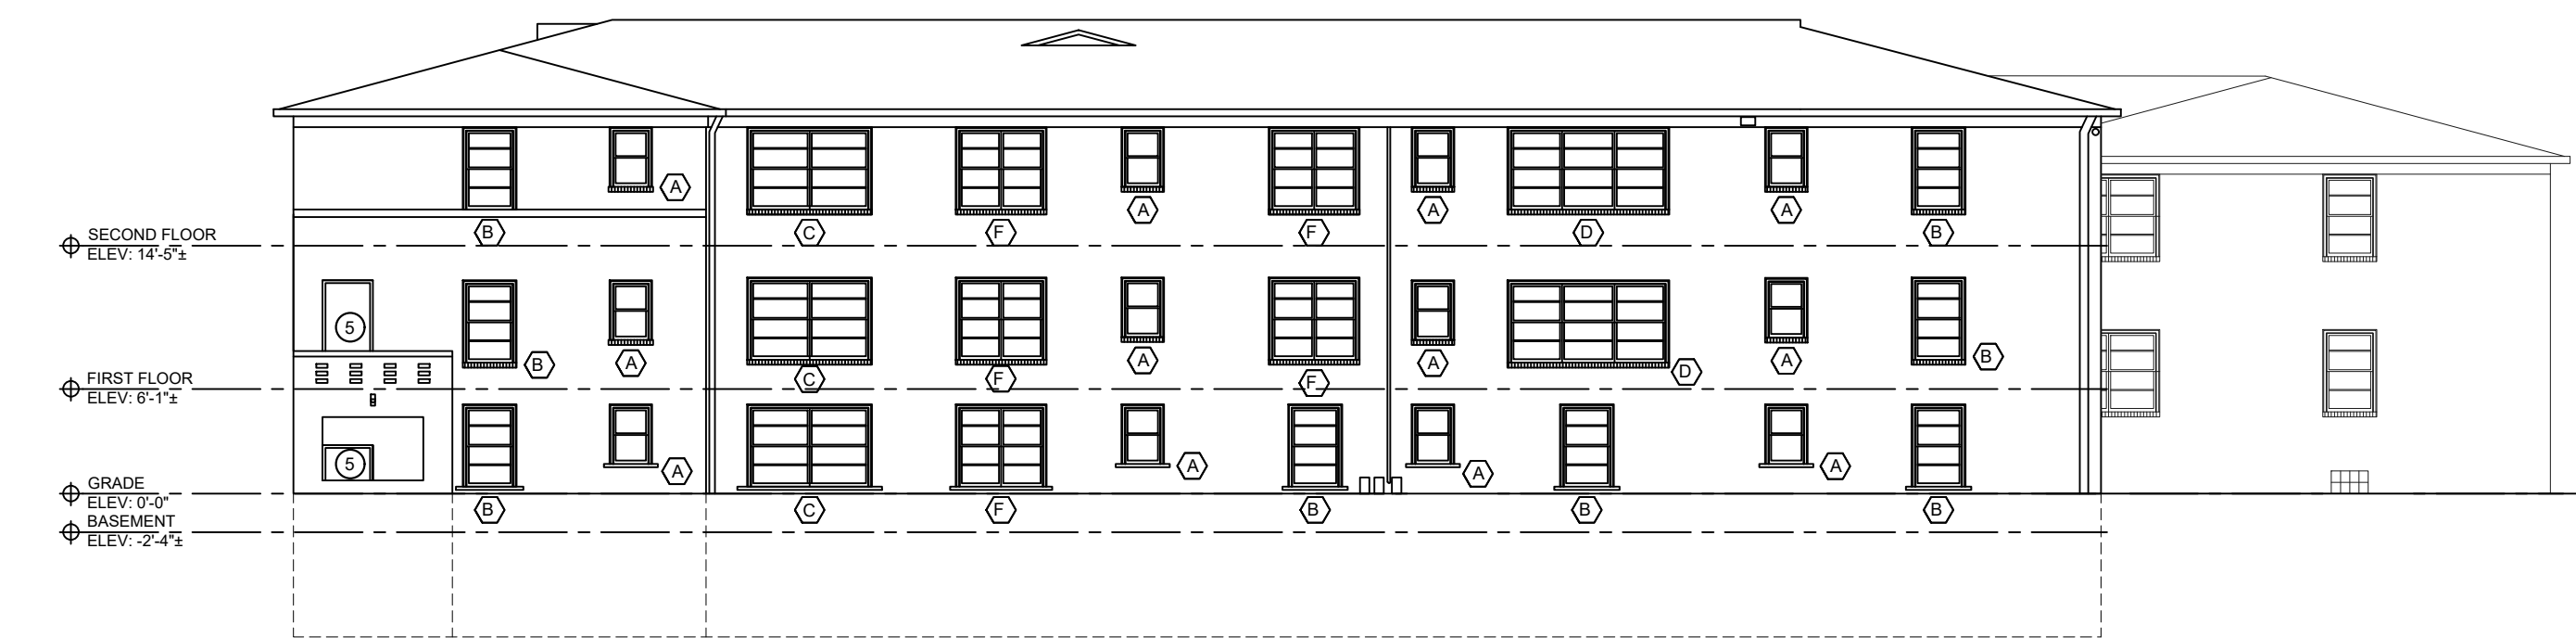 A
A
A
A
B
C
F
F
D
B
SECOND FLOOR
ELEV: 14'-5"±
5
B
A
C
F
A
F
A
D
A
B
FIRST FLOOR
ELEV: 6'-1"±
5
A
A
A
A
GRADE
ELEV: 0'-0"
B
C
F
B
B
B
BASEMENT
ELEV: -2'-4"±